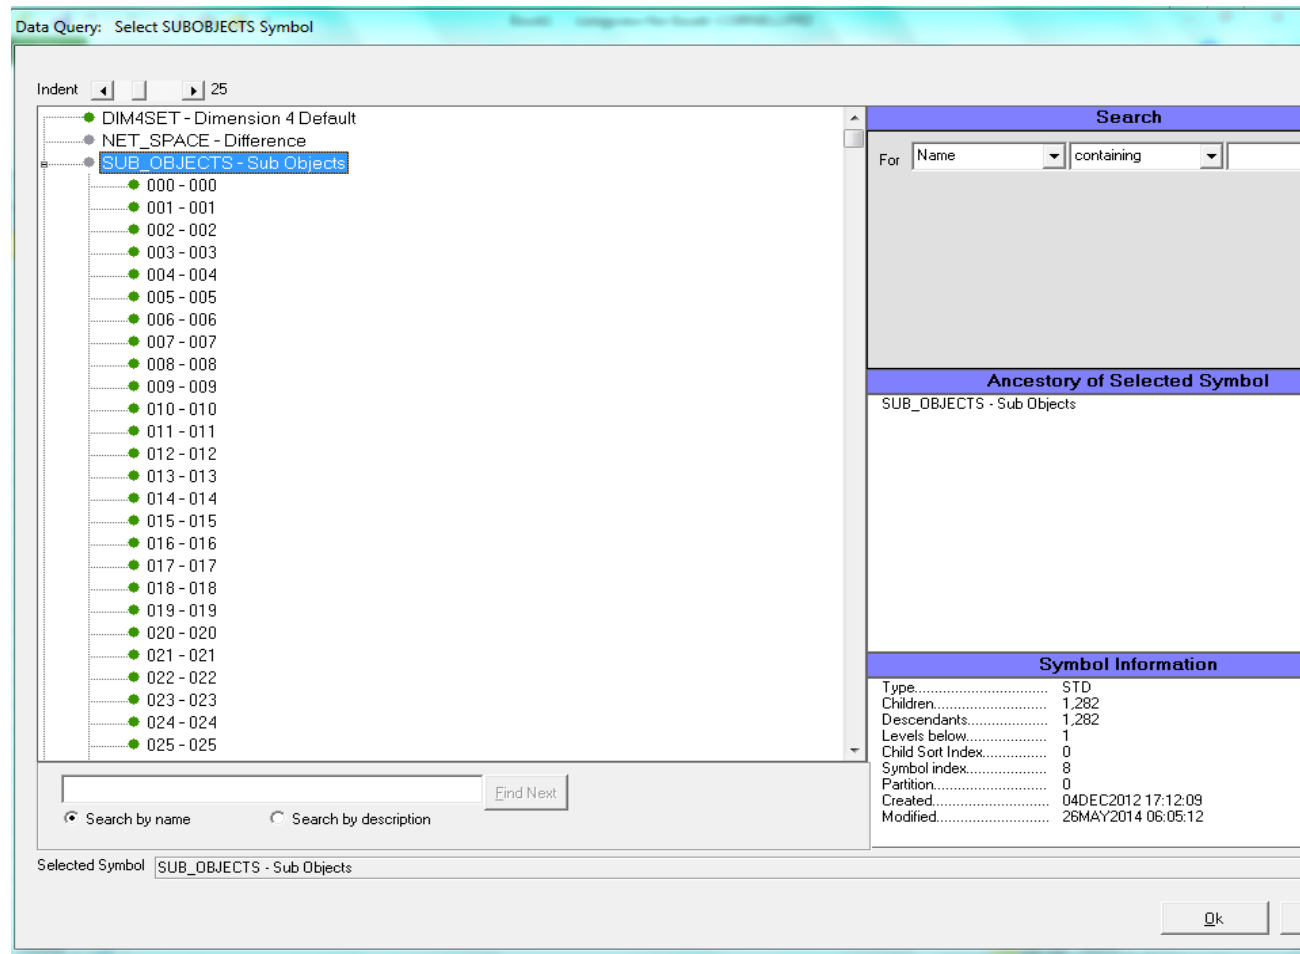 Data Query: Select SUBOBJECTS Symbol
Indent 25
DIM4SET - Dimension 4 Default
NET_SPACE - Difference
SUB_OBJECTS - Sub Objects
000 - 000
001 - 001
002 - 002
003 - 003
004 - 004
005 - 005
006 - 006
007 - 007
008 - 008
009 - 009
010 - 010
011 - 011
012 - 012
013 - 013
014 - 014
015 - 015
016 - 016
017 - 017
018 - 018
019 - 019
020 - 020
021 - 021
022 - 022
023 - 023
024 - 024
025 - 025
Find Next
Search by name Search by description
Search
For Name containing
Ancestory of Selected Symbol
SUB_OBJECTS - Sub Objects
Symbol Information
Type................................. STD
Children............................ 1,282
Descendants.................... 1,282
Levels below.................... 1
Child Sort Index................ 0
Symbol index................... 8
Partition............................ 0
Created............................. 04DEC2012 17:12:09
Modified............................ 26MAY2014 06:05:12
Selected Symbol SUB_OBJECTS - Sub Objects
Ok